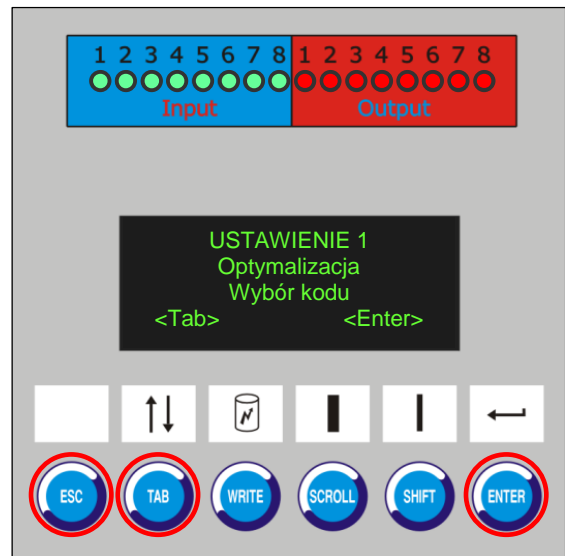 1 2 3 4 5 6 7 8 1 2 3 4 5 6 7 8
Input Output
USTAWIENIE 1
Optymalizacja
Wybór kodu
<Tab> <Enter>
ESC TAB WRITE SCROLL SHIFT ENTER